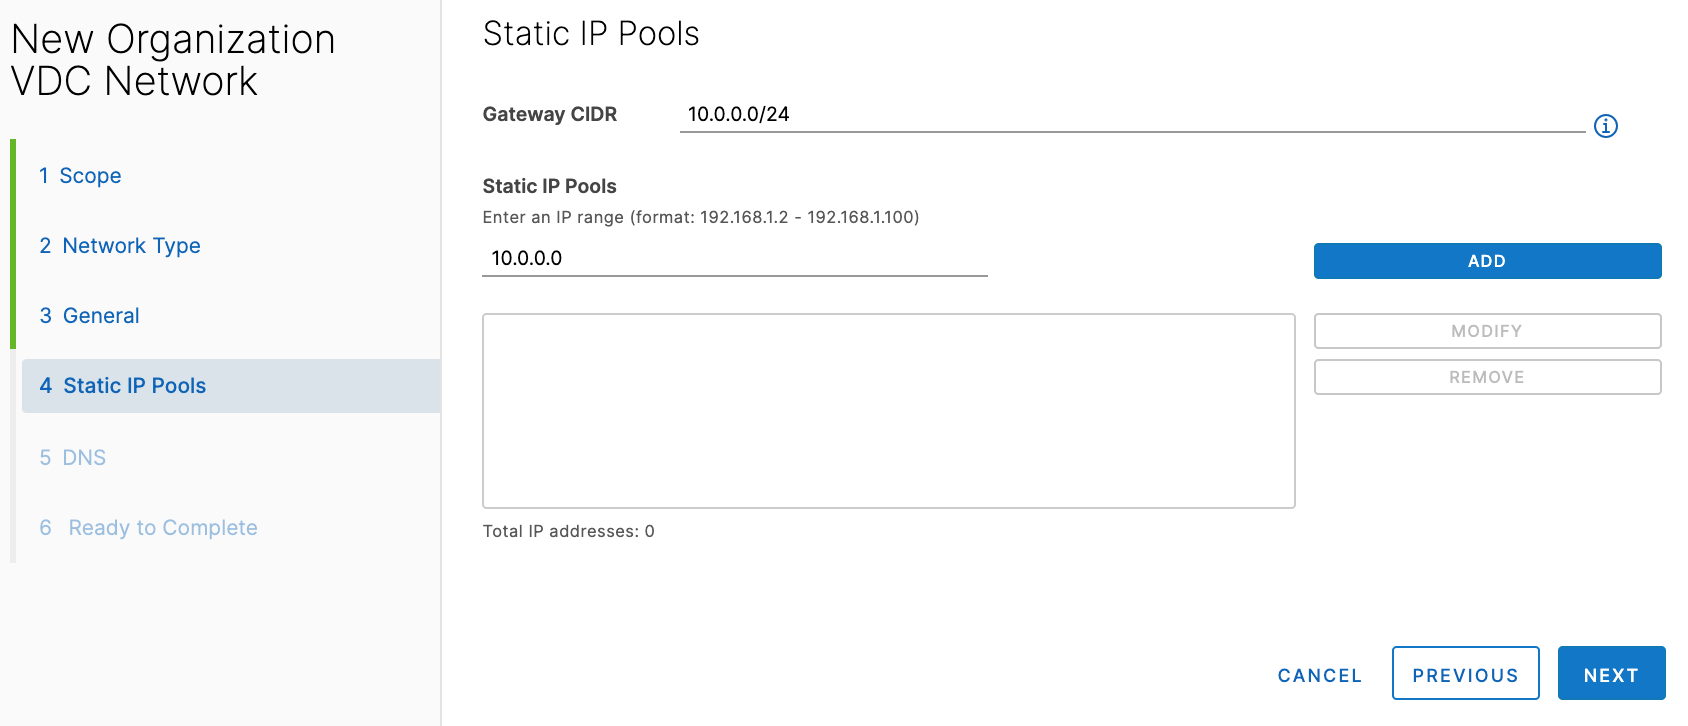 New Organization
VDC Network
1 Scope
2 Network Type
3 General
4 Static IP Pools
5 DNS
6 Ready to Complete
Static IP Pools
Gateway CIDR 10.0.0.0/24
Static IP Pools
Enter an IP range (format: 192.168.1.2 - 192.168.1.100)
10.0.0.0
ADD
MODIFY
REMOVE
Total IP addresses: 0
CANCEL PREVIOUS NEXT